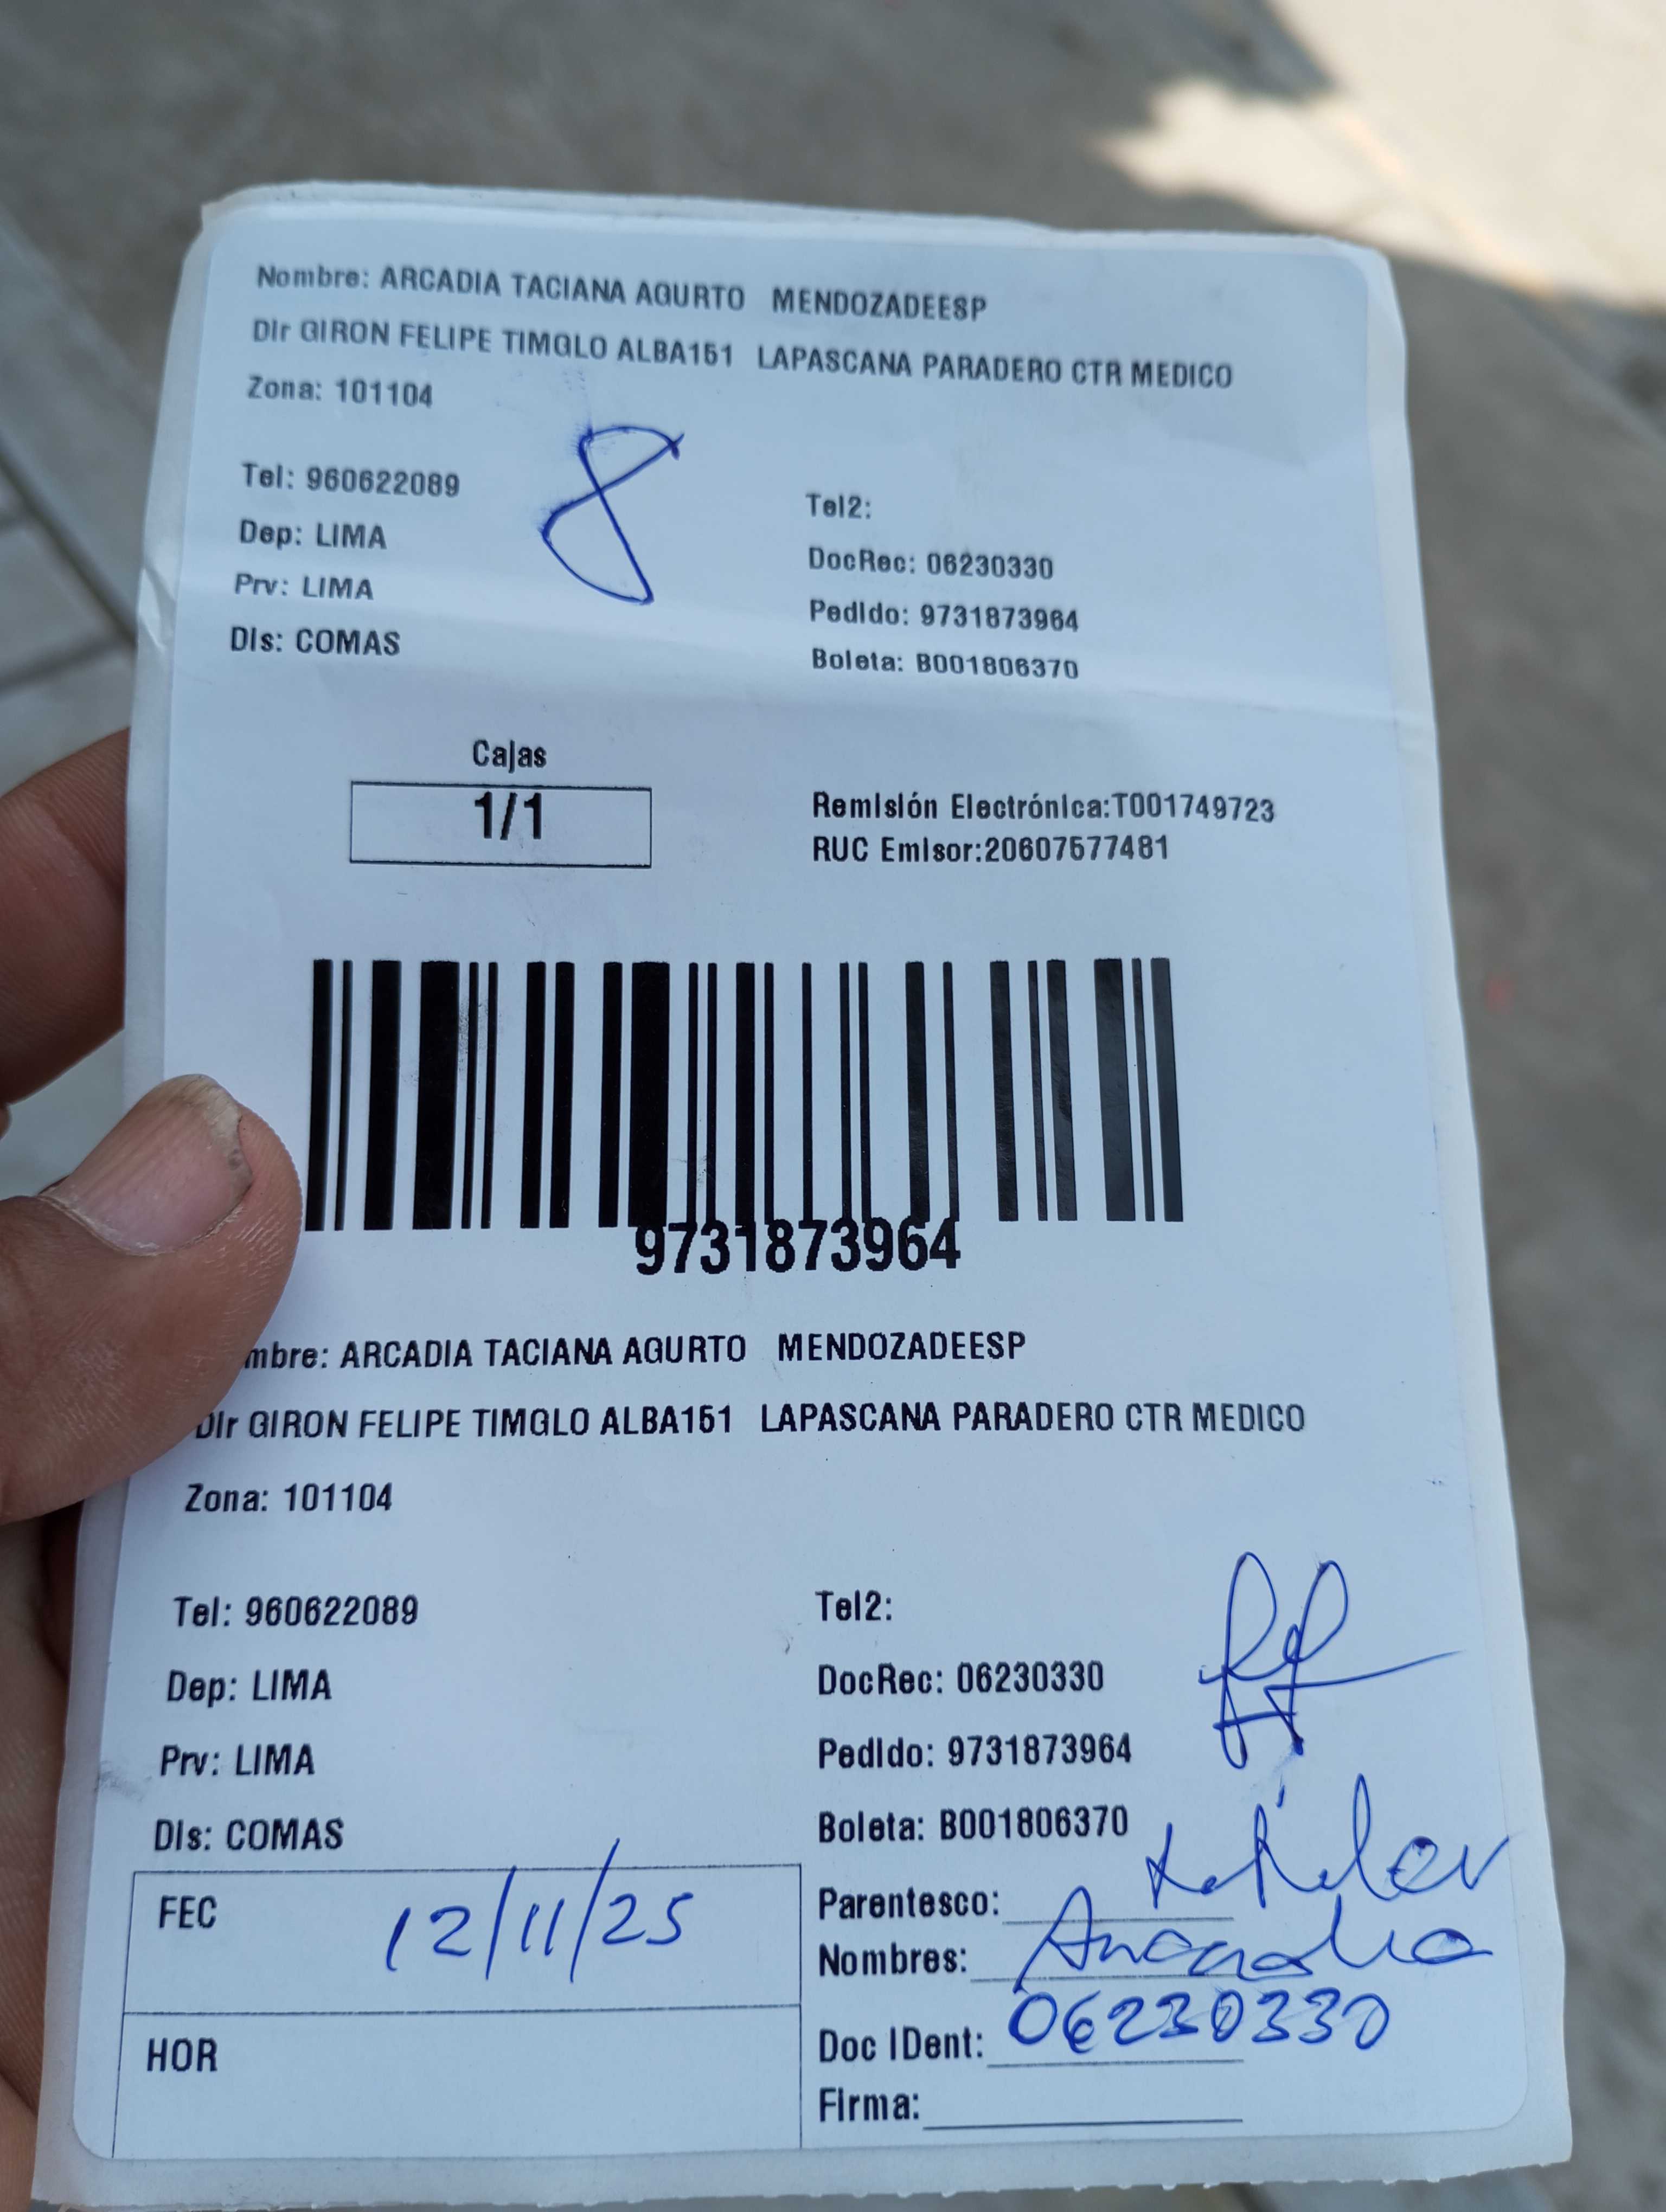 Nombre: ARCADIA TACIANA AGURTO MENDOZADEESP
Dir GIRON FELIPE TIMGLO ALBA151 LAPASCANA PARADERO CTR MEDICO
Zona: 101104
8
Tel: 960622089
Tel2:
Dep: LIMA
DocRec: 06230330
Prv: LIMA
Pedido: 9731873964
Dis: COMAS
Boleta: B001806370
Cajas
1/1
Remisión Electrónica:T001749723
RUC Emisor:20607577481
9731873964
mbre: ARCADIA TACIANA AGURTO MENDOZADEESP
Dir GIRON FELIPE TIMGLO ALBA151 LAPASCANA PARADERO CTR MEDICO
Zona: 101104
Tel: 960622089
Tel2:
Dep: LIMA
DocRec: 06230330
Prv: LIMA
Pedido: 9731873964
Dis: COMAS
Boleta: B001806370
FEC 12/11/25
Parentesco:
Nombres:
HOR
Doc IDent: 06230330
Firma: